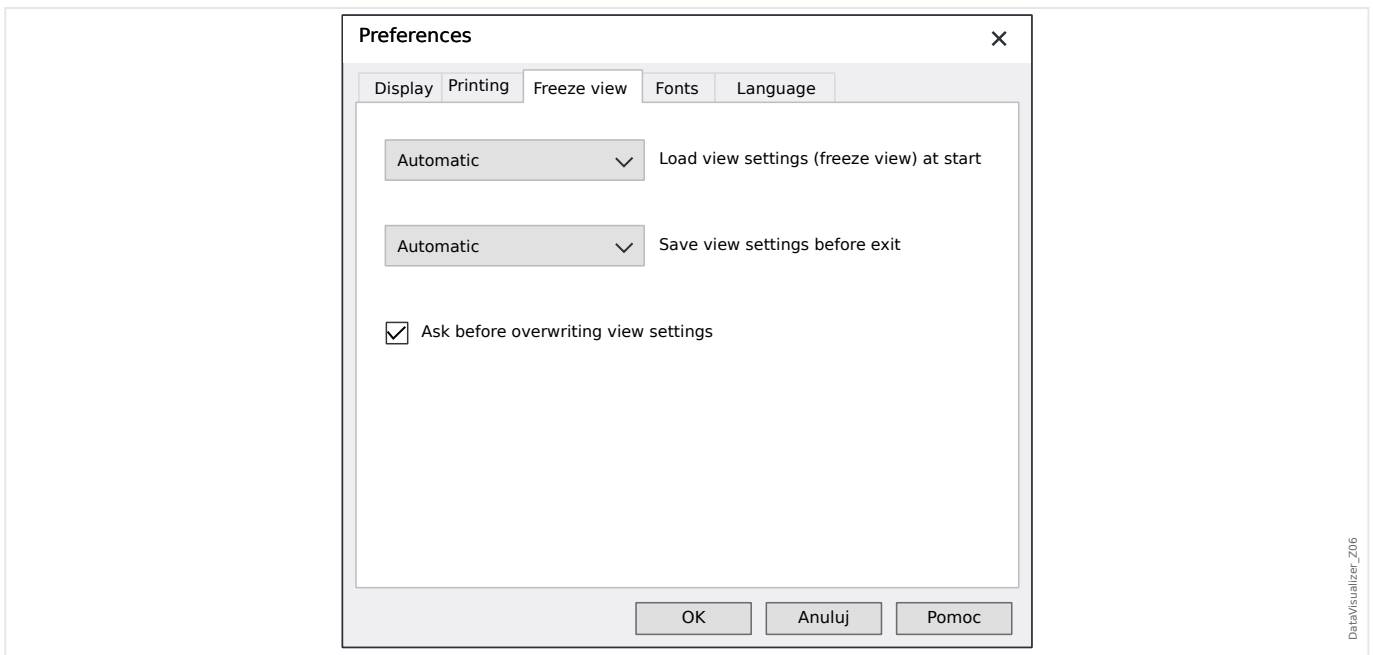 Preferences
Display Printing Freeze view Fonts Language
Automatic Load view settings (freeze view) at start
Automatic Save view settings before exit
Ask before overwriting view settings
OK Anuluj Pomoc
DataVisualizer_Z06